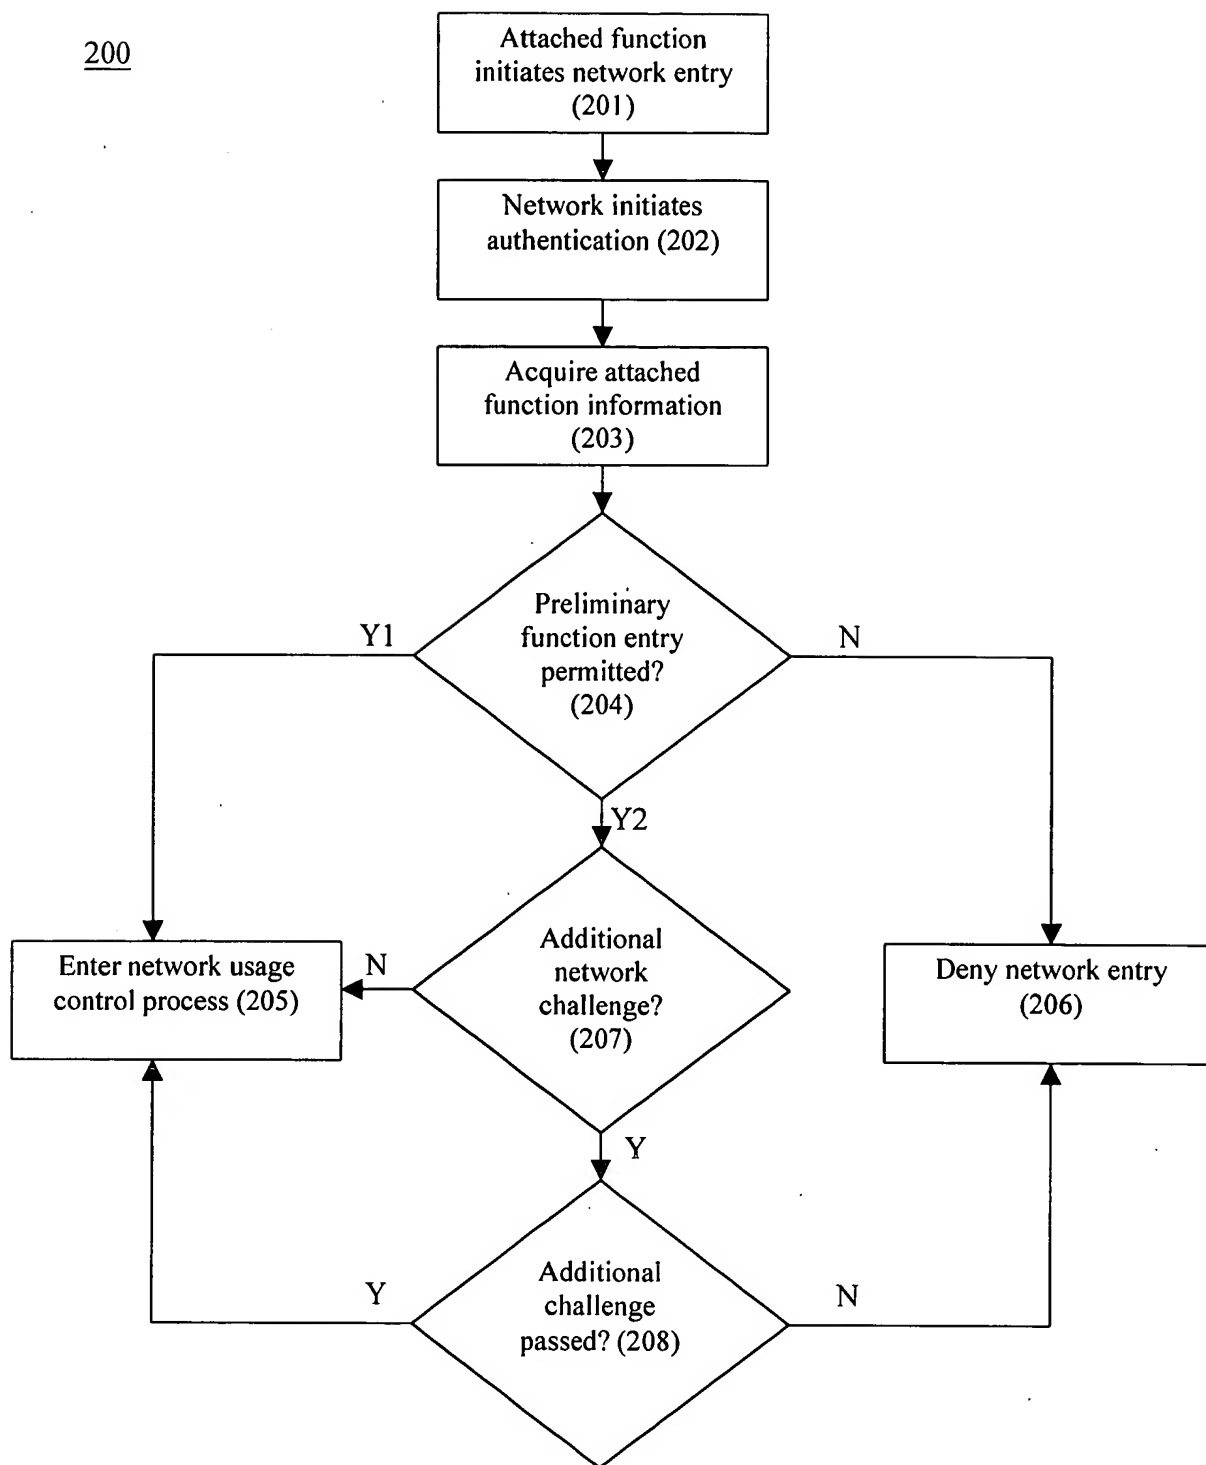 200
Attached function
initiates network entry
(201)
Network initiates
authentication (202)
Acquire attached
function information
(203)
Preliminary
function entry
permitted?
(204)
Y1
N
Y2
Additional
network
challenge?
(207)
N
Enter network usage
control process (205)
Deny network entry
(206)
Y
Additional
challenge
passed? (208)
Y
N